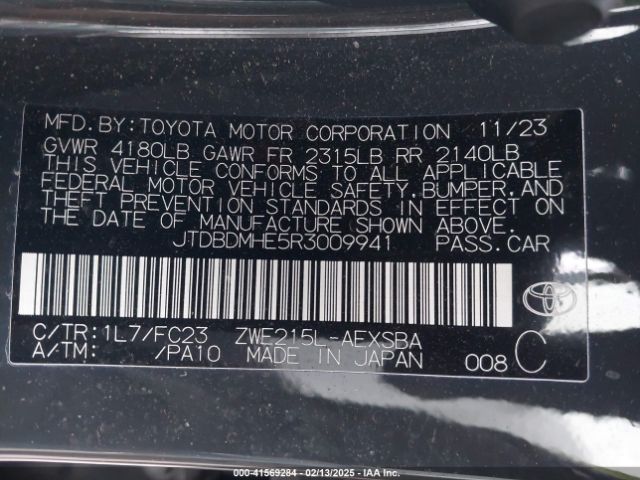 MFD. BY: TOYOTA MOTOR CORPORATION 11/23
GVWR 4180LB GAWR FR 2315LB RR 2140LB
THIS VEHICLE CONFORMS TO ALL APPLICABLE
FEDERAL MOTOR VEHICLE SAFETY, BUMPER, AND
THEFT PREVENTION STANDARDS IN EFFECT ON
THE DATE OF MANUFACTURE SHOWN ABOVE.
JTDBDMHE5R3009941 PASS. CAR
C/TR: 1L7/FC23 ZWE215L-AEXSBA
A/TM: /PA10 MADE IN JAPAN 008 C
000-41569284 - 02/13/2025 - IAA Inc.